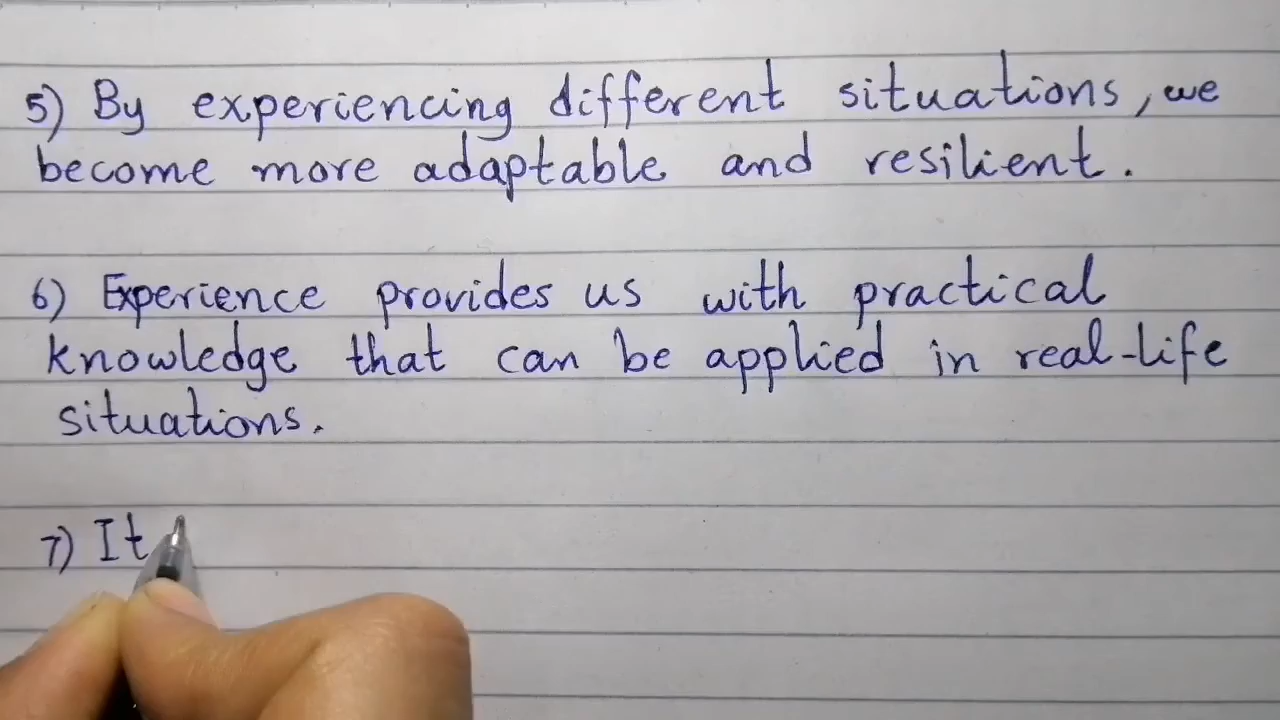 5) By experiencing different situations, we
become more adaptable and resilient.
6) Experience provides us with practical
knowledge that can be applied in real-life
situations.
7) It